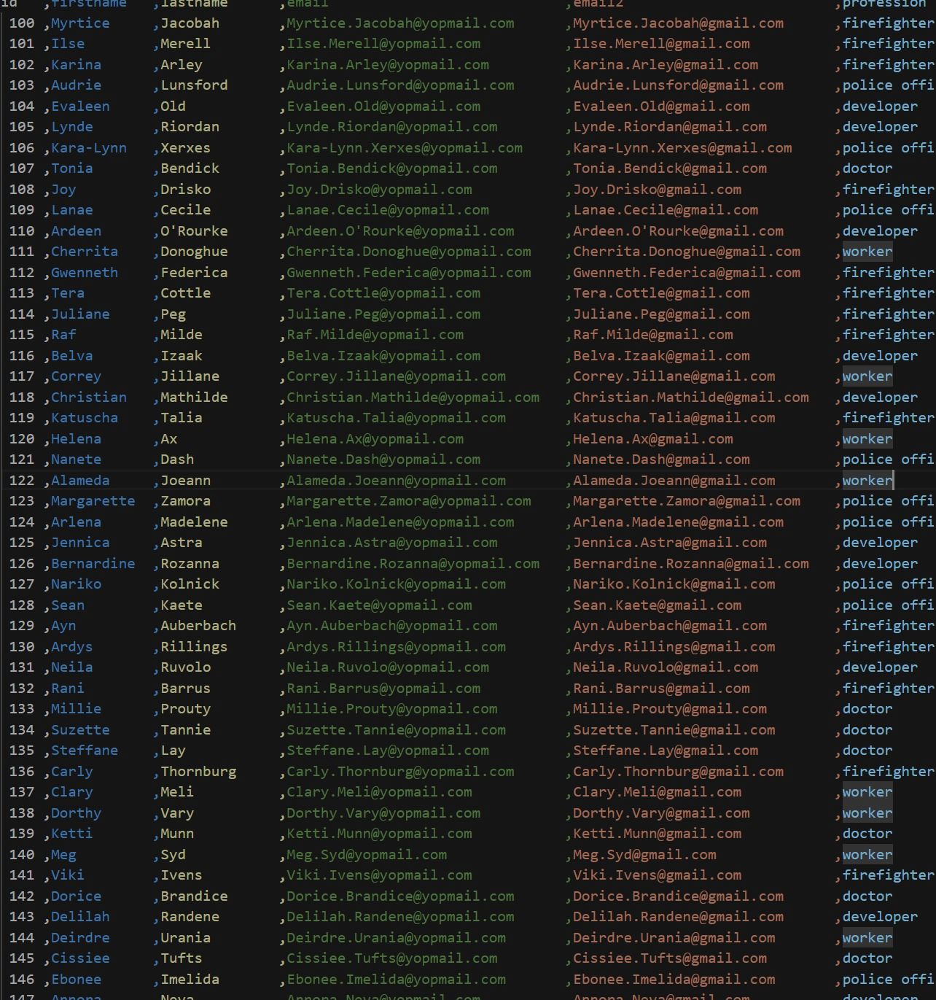 id ,firstname ,lastname ,email ,email2 ,profession
100 ,Myrtice ,Jacobah ,Myrtice.Jacobah@yopmail.com ,Myrtice.Jacobah@gmail.com ,firefighter
101 ,Ilse ,Merell ,Ilse.Merell@yopmail.com ,Ilse.Merell@gmail.com ,firefighter
102 ,Karina ,Arley ,Karina.Arley@yopmail.com ,Karina.Arley@gmail.com ,firefighter
103 ,Audrie ,Lunsford ,Audrie.Lunsford@yopmail.com ,Audrie.Lunsford@gmail.com ,police offi
104 ,Evaleen ,Old ,Evaleen.Old@yopmail.com ,Evaleen.Old@gmail.com ,developer
105 ,Lynde ,Riordan ,Lynde.Riordan@yopmail.com ,Lynde.Riordan@gmail.com ,developer
106 ,Kara-Lynn ,Xerxes ,Kara-Lynn.Xerxes@yopmail.com ,Kara-Lynn.Xerxes@gmail.com ,police offi
107 ,Tonia ,Bendick ,Tonia.Bendick@yopmail.com ,Tonia.Bendick@gmail.com ,doctor
108 ,Joy ,Drisko ,Joy.Drisko@yopmail.com ,Joy.Drisko@gmail.com ,firefighter
109 ,Lanae ,Cecile ,Lanae.Cecile@yopmail.com ,Lanae.Cecile@gmail.com ,police offi
110 ,Ardeen ,O'Rourke ,Ardeen.O'Rourke@yopmail.com ,Ardeen.O'Rourke@gmail.com ,developer
111 ,Cherrita ,Donoghue ,Cherrita.Donoghue@yopmail.com ,Cherrita.Donoghue@gmail.com ,worker
112 ,Gwenneth ,Federica ,Gwenneth.Federica@yopmail.com ,Gwenneth.Federica@gmail.com ,firefighter
113 ,Tera ,Cottle ,Tera.Cottle@yopmail.com ,Tera.Cottle@gmail.com ,firefighter
114 ,Juliane ,Peg ,Juliane.Peg@yopmail.com ,Juliane.Peg@gmail.com ,firefighter
115 ,Raf ,Milde ,Raf.Milde@yopmail.com ,Raf.Milde@gmail.com ,firefighter
116 ,Belva ,Izaak ,Belva.Izaak@yopmail.com ,Belva.Izaak@gmail.com ,developer
117 ,Correy ,Jillane ,Correy.Jillane@yopmail.com ,Correy.Jillane@gmail.com ,worker
118 ,Christian ,Mathilde ,Christian.Mathilde@yopmail.com ,Christian.Mathilde@gmail.com ,developer
119 ,Katuscha ,Talia ,Katuscha.Talia@yopmail.com ,Katuscha.Talia@gmail.com ,firefighter
120 ,Helena ,Ax ,Helena.Ax@yopmail.com ,Helena.Ax@gmail.com ,worker
121 ,Nanete ,Dash ,Nanete.Dash@yopmail.com ,Nanete.Dash@gmail.com ,police offi
122 ,Alameda ,Joeann ,Alameda.Joeann@yopmail.com ,Alameda.Joeann@gmail.com ,worker
123 ,Margarette ,Zamora ,Margarette.Zamora@yopmail.com ,Margarette.Zamora@gmail.com ,police offi
124 ,Arlena ,Madelene ,Arlena.Madelene@yopmail.com ,Arlena.Madelene@gmail.com ,police offi
125 ,Jennica ,Astra ,Jennica.Astra@yopmail.com ,Jennica.Astra@gmail.com ,developer
126 ,Bernardine ,Rozanna ,Bernardine.Rozanna@yopmail.com ,Bernardine.Rozanna@gmail.com ,developer
127 ,Nariko ,Kolnick ,Nariko.Kolnick@yopmail.com ,Nariko.Kolnick@gmail.com ,police offi
128 ,Sean ,Kaete ,Sean.Kaete@yopmail.com ,Sean.Kaete@gmail.com ,police offi
129 ,Ayn ,Auberbach ,Ayn.Auberbach@yopmail.com ,Ayn.Auberbach@gmail.com ,firefighter
130 ,Ardys ,Rillings ,Ardys.Rillings@yopmail.com ,Ardys.Rillings@gmail.com ,firefighter
131 ,Neila ,Ruvolo ,Neila.Ruvolo@yopmail.com ,Neila.Ruvolo@gmail.com ,developer
132 ,Rani ,Barrus ,Rani.Barrus@yopmail.com ,Rani.Barrus@gmail.com ,firefighter
133 ,Millie ,Prouty ,Millie.Prouty@yopmail.com ,Millie.Prouty@gmail.com ,doctor
134 ,Suzette ,Tannie ,Suzette.Tannie@yopmail.com ,Suzette.Tannie@gmail.com ,doctor
135 ,Steffane ,Lay ,Steffane.Lay@yopmail.com ,Steffane.Lay@gmail.com ,doctor
136 ,Carly ,Thornburg ,Carly.Thornburg@yopmail.com ,Carly.Thornburg@gmail.com ,firefighter
137 ,Clary ,Meli ,Clary.Meli@yopmail.com ,Clary.Meli@gmail.com ,worker
138 ,Dorthy ,Vary ,Dorthy.Vary@yopmail.com ,Dorthy.Vary@gmail.com ,worker
139 ,Ketti ,Munn ,Ketti.Munn@yopmail.com ,Ketti.Munn@gmail.com ,doctor
140 ,Meg ,Syd ,Meg.Syd@yopmail.com ,Meg.Syd@gmail.com ,worker
141 ,Viki ,Ivens ,Viki.Ivens@yopmail.com ,Viki.Ivens@gmail.com ,firefighter
142 ,Dorice ,Brandice ,Dorice.Brandice@yopmail.com ,Dorice.Brandice@gmail.com ,doctor
143 ,Delilah ,Randene ,Delilah.Randene@yopmail.com ,Delilah.Randene@gmail.com ,developer
144 ,Deirdre ,Urania ,Deirdre.Urania@yopmail.com ,Deirdre.Urania@gmail.com ,worker
145 ,Cissiee ,Tufts ,Cissiee.Tufts@yopmail.com ,Cissiee.Tufts@gmail.com ,doctor
146 ,Ebonee ,Imelida ,Ebonee.Imelida@yopmail.com ,Ebonee.Imelida@gmail.com ,police offi
147 ,developer